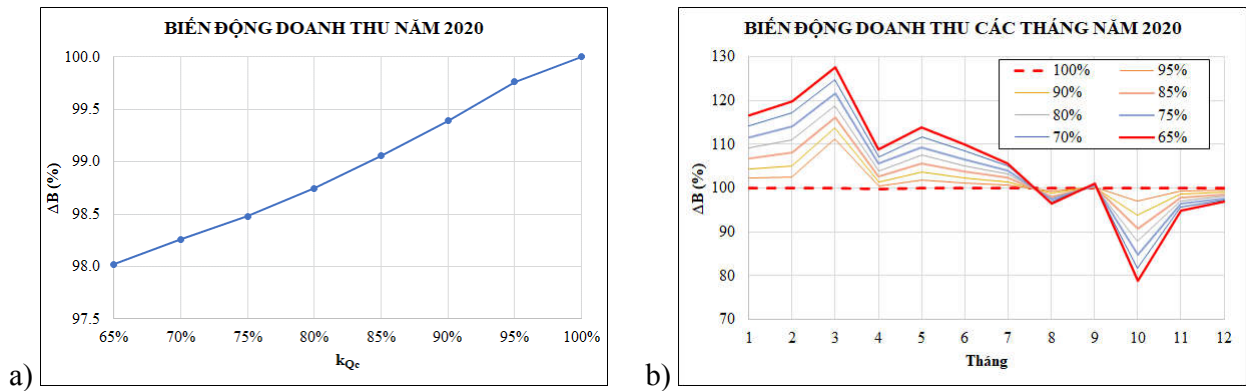 BIẾN ĐỘNG DOANH THU NĂM 2020
100.0
99.5
99.0
98.5
98.0
97.5
ΔB (%)
65% 70% 75% 80% 85% 90% 95% 100%
kQc
a)
BIẾN ĐỘNG DOANH THU CÁC THÁNG NĂM 2020
130
120
110
100
90
80
70
ΔB (%)
100% 95%
90% 85%
80% 75%
70% 65%
1 2 3 4 5 6 7 8 9 10 11 12
Tháng
b)